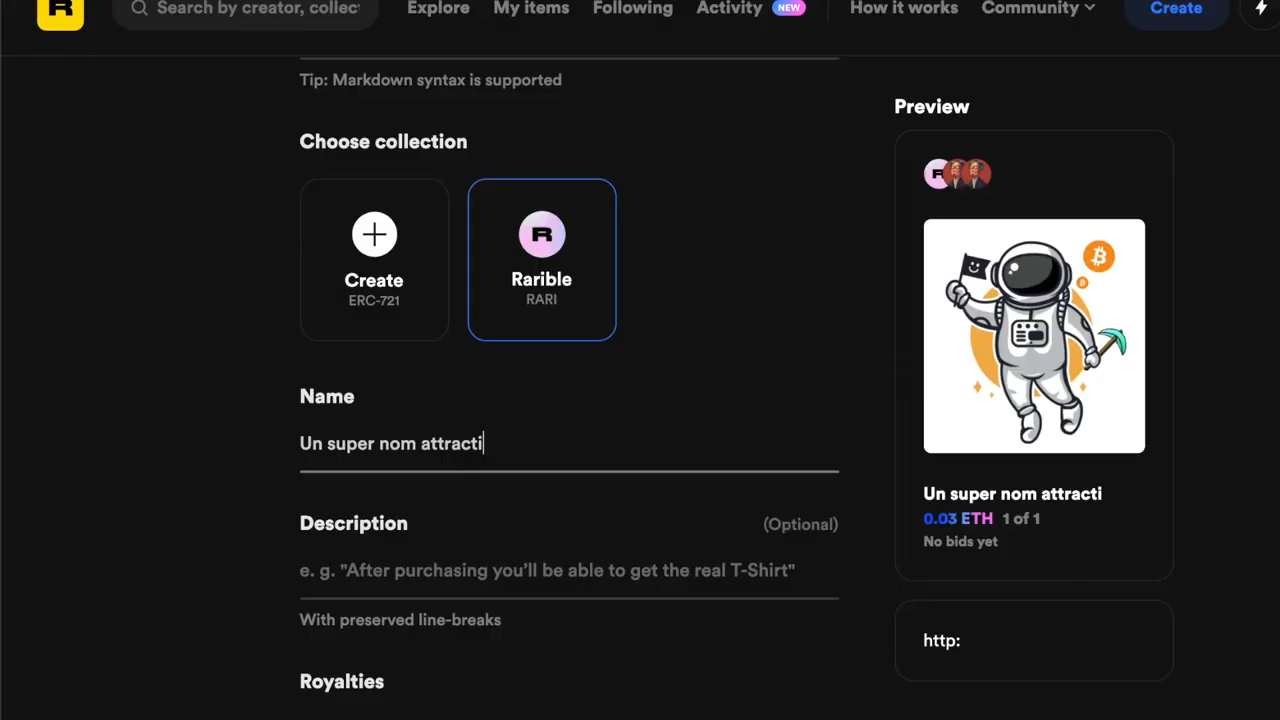 R Search by creator, collec Explore My items Following Activity NEW How it works Community Create
Tip: Markdown syntax is supported
Preview
Choose collection
R
R
Create
ERC-721
Rarible
RARI
Name
Un super nom attracti
Un super nom attracti
0.03 ETH 1 of 1
No bids yet
Description (Optional)
e. g. "After purchasing you’ll be able to get the real T-Shirt"
With preserved line-breaks
http:
Royalties